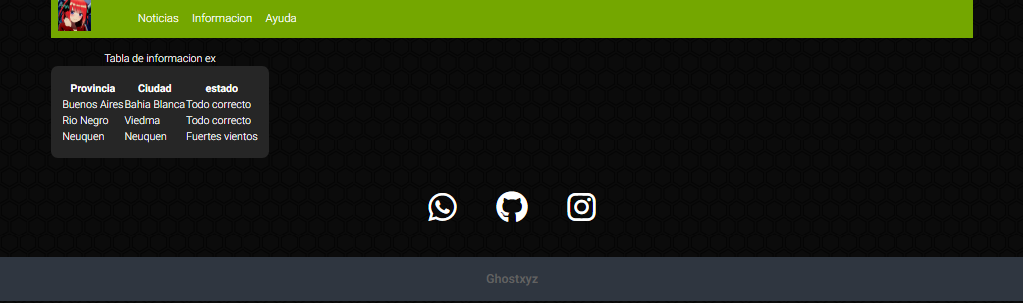 Noticias Informacion Ayuda
Tabla de informacion ex
Provincia Ciudad estado
Buenos Aires Bahia Blanca Todo correcto
Rio Negro Viedma Todo correcto
Neuquen Neuquen Fuertes vientos
Ghostxyz